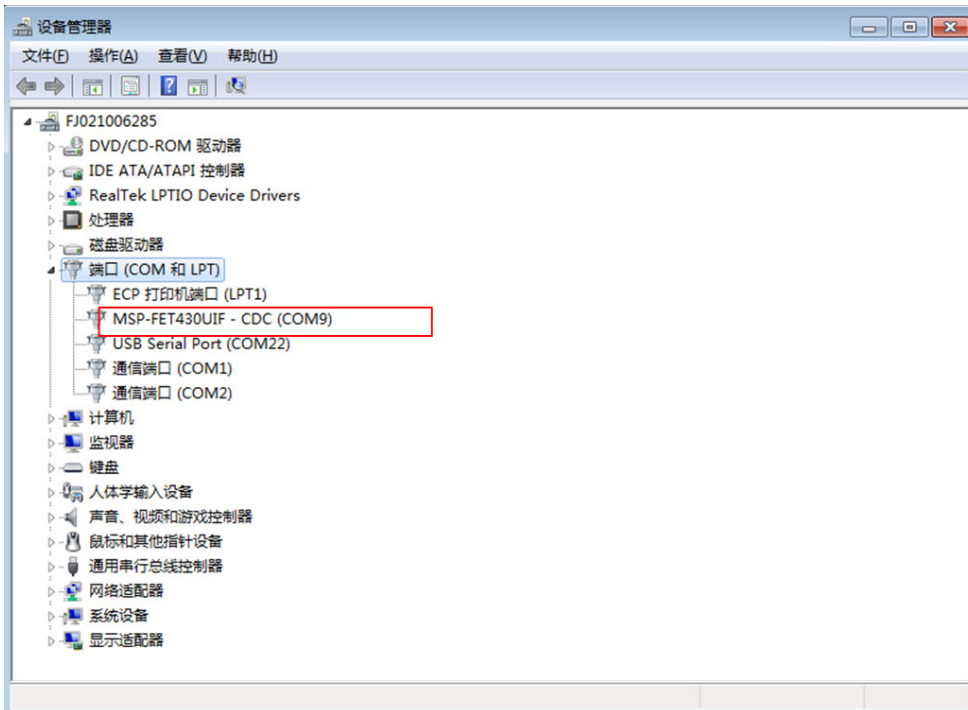 设备管理器
文件(F) 操作(A) 查看(V) 帮助(H)
FJ021006285
DVD/CD-ROM 驱动器
IDE ATA/ATAPI 控制器
RealTek LPTIO Device Drivers
处理器
磁盘驱动器
端口 (COM 和 LPT)
ECP 打印机端口 (LPT1)
MSP-FET430UIF - CDC (COM9)
USB Serial Port (COM22)
通信端口 (COM1)
通信端口 (COM2)
计算机
监视器
键盘
人体学输入设备
声音、视频和游戏控制器
鼠标和其他指针设备
通用串行总线控制器
网络适配器
系统设备
显示适配器